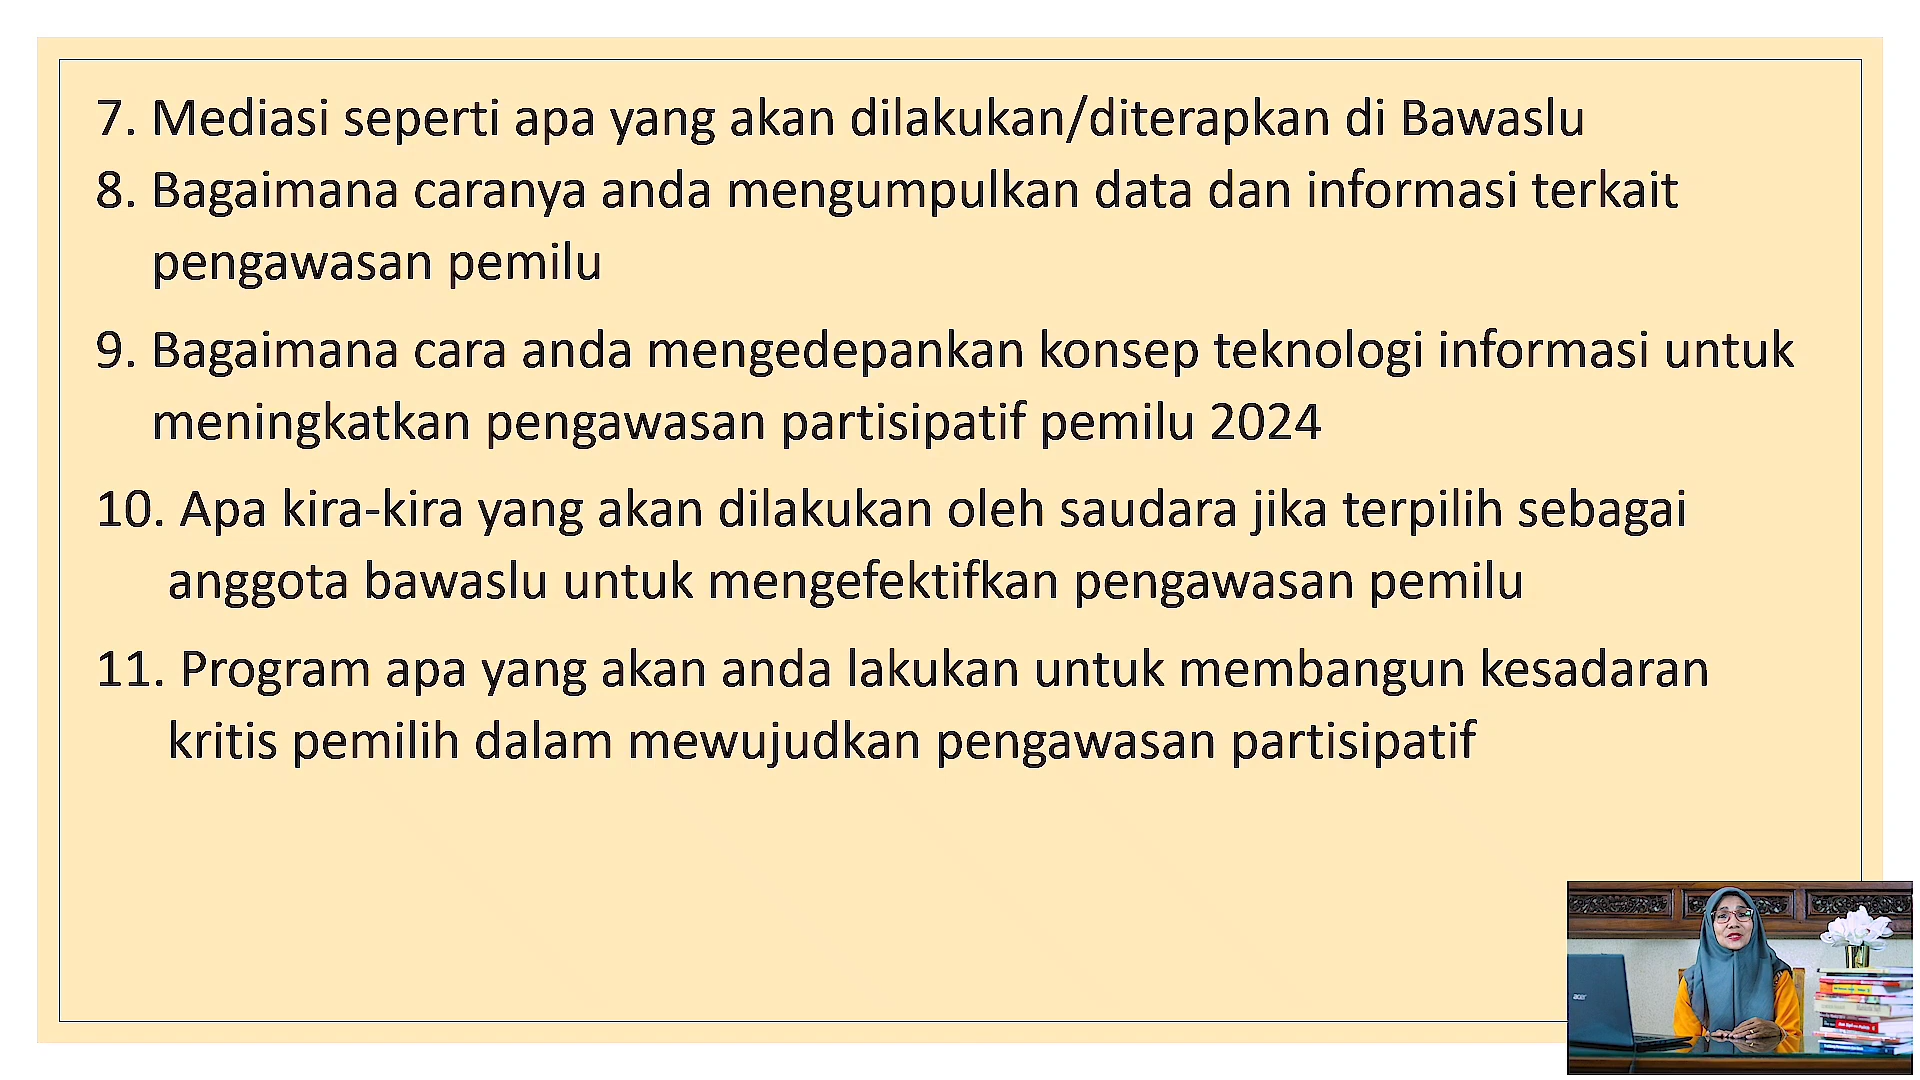 7. Mediasi seperti apa yang akan dilakukan/diterapkan di Bawaslu
8. Bagaimana caranya anda mengumpulkan data dan informasi terkait
pengawasan pemilu
9. Bagaimana cara anda mengedepankan konsep teknologi informasi untuk
meningkatkan pengawasan partisipatif pemilu 2024
10. Apa kira-kira yang akan dilakukan oleh saudara jika terpilih sebagai
anggota bawaslu untuk mengefektifkan pengawasan pemilu
11. Program apa yang akan anda lakukan untuk membangun kesadaran
kritis pemilih dalam mewujudkan pengawasan partisipatif
acer